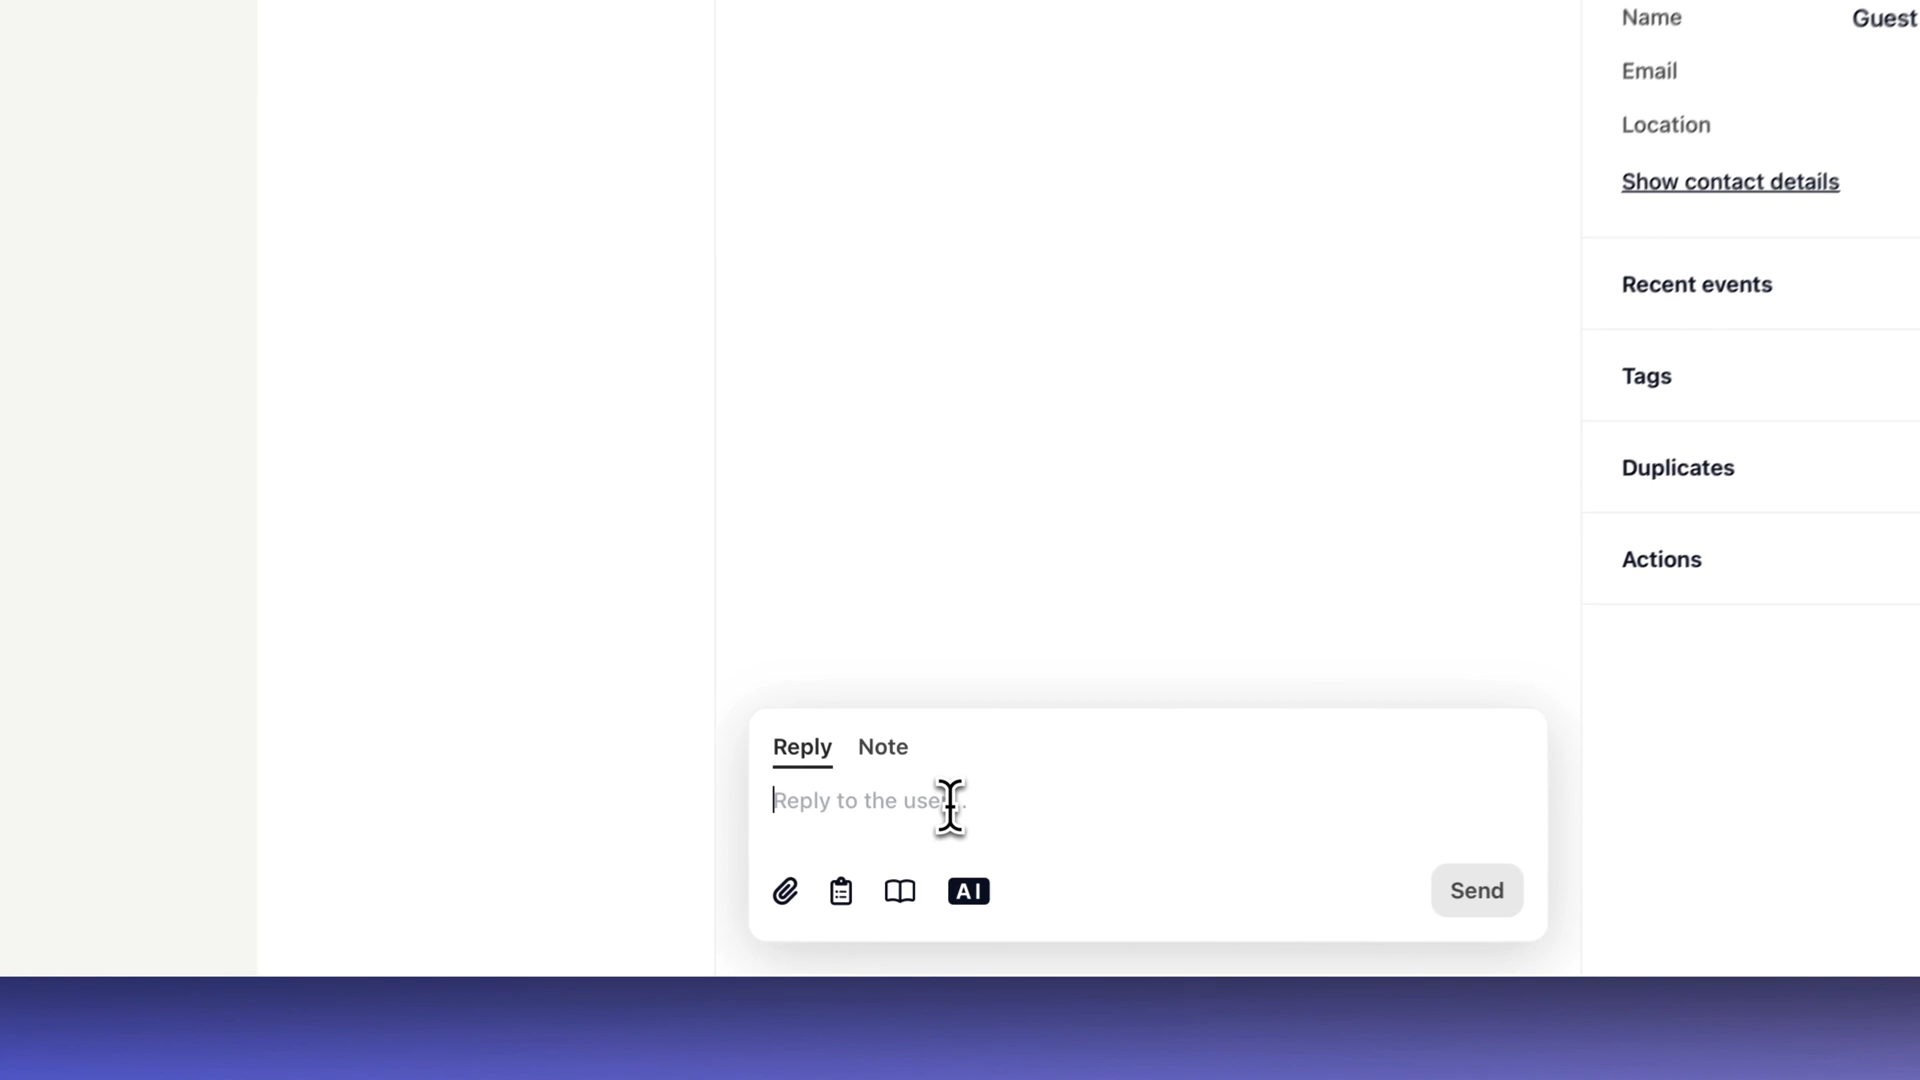 Name Guest
Email
Location
Show contact details
Recent events
Tags
Duplicates
Actions
Reply Note
Reply to the use
AI Send